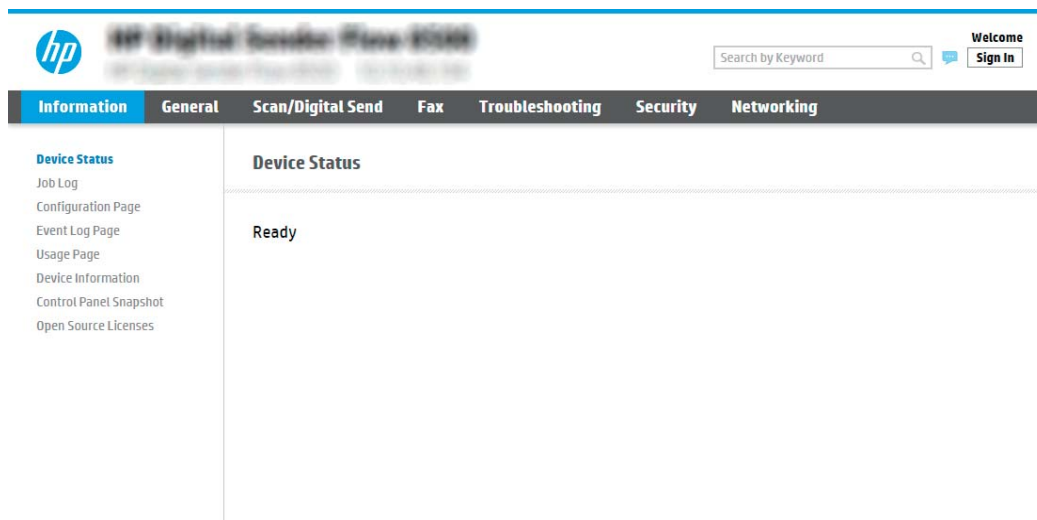 hp
Welcome
Search by Keyword
Sign In
Information General Scan/Digital Send Fax Troubleshooting Security Networking
Device Status
Job Log
Configuration Page
Event Log Page
Usage Page
Device Information
Control Panel Snapshot
Open Source Licenses
Device Status
Ready